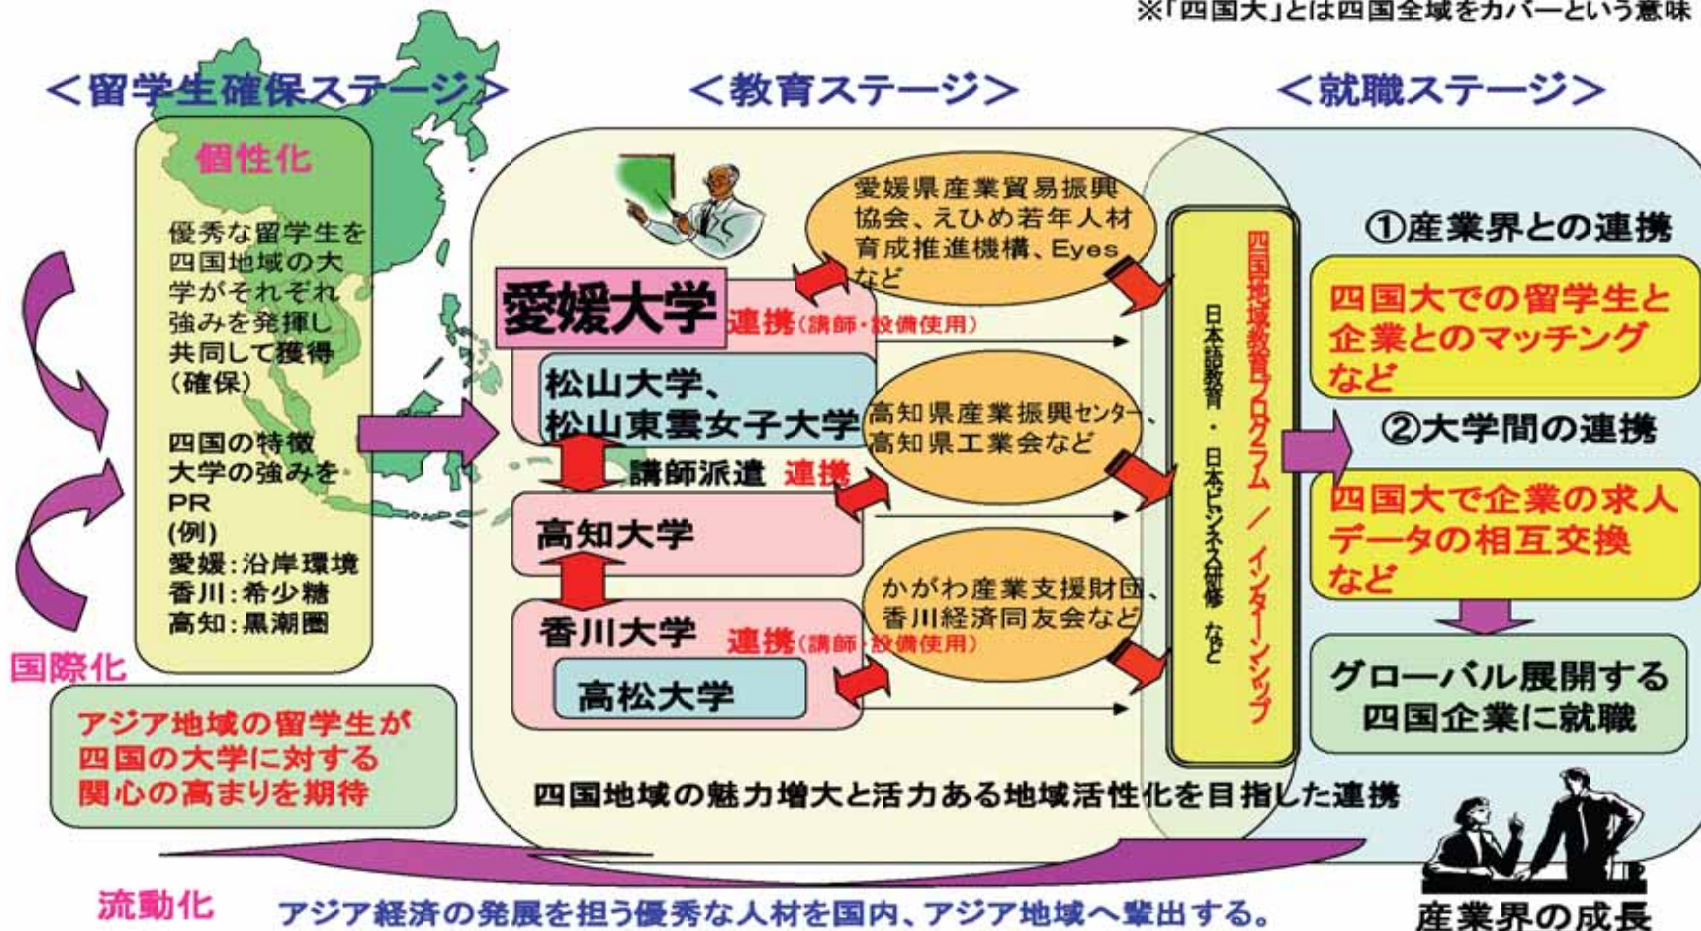 ※「四国大」とは四国全域をカバーという意味
＜留学生確保ステージ＞
＜教育ステージ＞
＜就職ステージ＞
個性化
優秀な留学生を
四国地域の大
学がそれぞれ
強みを発揮し
共同して獲得
（確保）
四国の特徴
大学の強みを
PR
(例)
愛媛：沿岸環境
香川：希少糖
高知：黒潮圏
国際化
アジア地域の留学生が
四国の大学に対する
関心の高まりを期待
愛媛大学
連携（講師・設備使用）
松山大学、
松山東雲女子大学
講師派遣 連携
高知大学
香川大学 連携（講師・設備使用）
高松大学
愛媛県産業貿易振興
協会、えひめ若年人材
育成推進機構、Eyes
など
高知県産業振興センター、
高知県工業会など
かがわ産業支援財団、
香川経済同友会など
四国地域教育プログラム ／ インターンシップ
日本語教育・日本ビジネス研修 など
四国地域の魅力増大と活力ある地域活性化を目指した連携
①産業界との連携
四国大での留学生と
企業とのマッチング
など
②大学間の連携
四国大で企業の求人
データの相互交換
など
グローバル展開する
四国企業に就職
産業界の成長
流動化
アジア経済の発展を担う優秀な人材を国内、アジア地域へ輩出する。